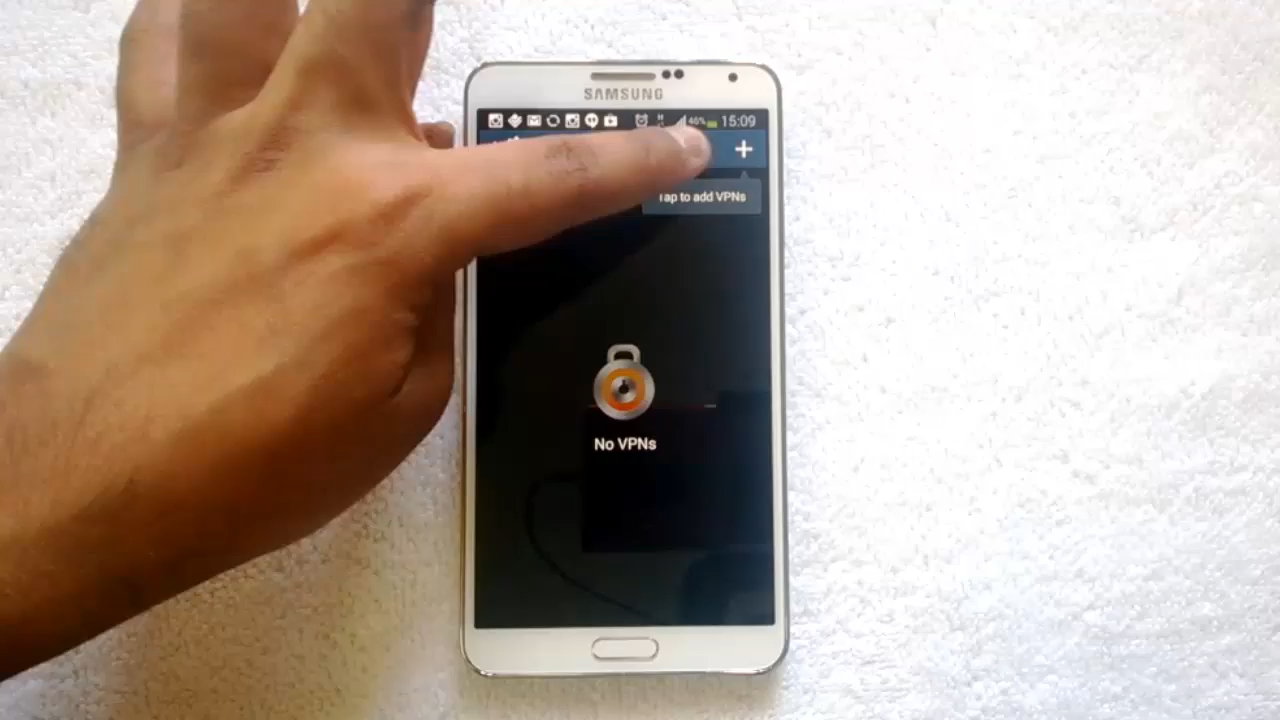 SAMSUNG
46% 15:09
+
Tap to add VPNs
No VPNs